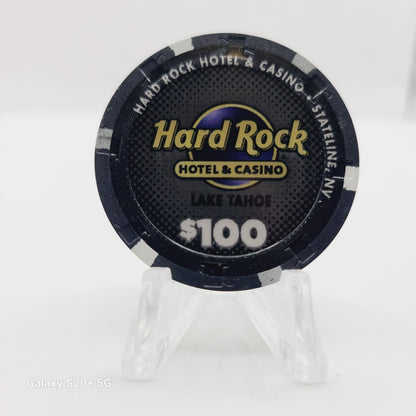 HARD ROCK HOTEL & CASINO • STATELINE, NV.
Hard Rock
HOTEL & CASINO
LAKE TAHOE
$100
Galaxy S20+ 5G